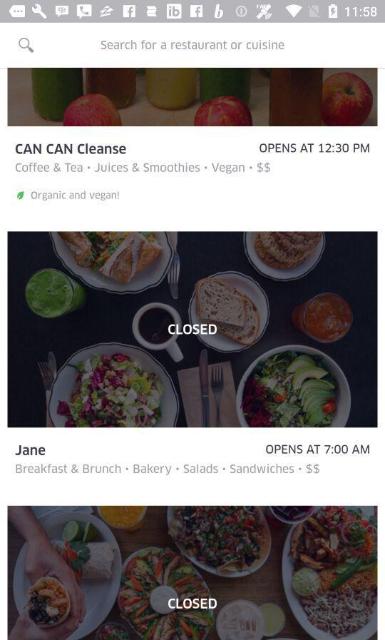 11:58
Search for a restaurant or cuisine
CAN CAN Cleanse
OPENS AT 12:30 PM
Coffee & Tea • Juices & Smoothies • Vegan • $$
Organic and vegan!
CLOSED
Jane
OPENS AT 7:00 AM
Breakfast & Brunch • Bakery • Salads • Sandwiches • $$
CLOSED